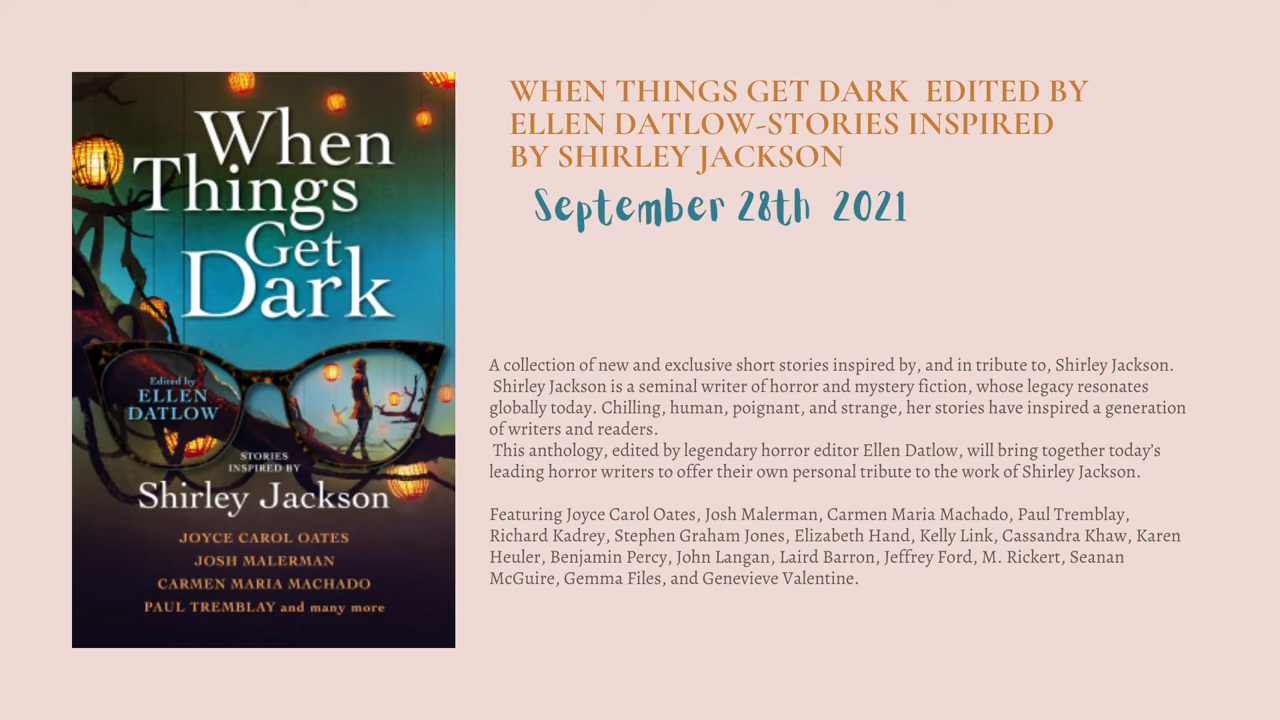 When
Things
Get
Dark
Edited by
ELLEN
DATLOW
STORIES
INSPIRED BY
Shirley Jackson
JOYCE CAROL OATES
JOSH MALERMAN
CARMEN MARIA MACHADO
PAUL TREMBLAY and many more
WHEN THINGS GET DARK  EDITED BY
ELLEN DATLOW-STORIES INSPIRED
BY SHIRLEY JACKSON
September 28th  2021
A collection of new and exclusive short stories inspired by, and in tribute to, Shirley Jackson.
Shirley Jackson is a seminal writer of horror and mystery fiction, whose legacy resonates
globally today. Chilling, human, poignant, and strange, her stories have inspired a generation
of writers and readers.
This anthology, edited by legendary horror editor Ellen Datlow, will bring together today's
leading horror writers to offer their own personal tribute to the work of Shirley Jackson.
Featuring Joyce Carol Oates, Josh Malerman, Carmen Maria Machado, Paul Tremblay,
Richard Kadrey, Stephen Graham Jones, Elizabeth Hand, Kelly Link, Cassandra Khaw, Karen
Heuler, Benjamin Percy, John Langan, Laird Barron, Jeffrey Ford, M. Rickert, Seanan
McGuire, Gemma Files, and Genevieve Valentine.